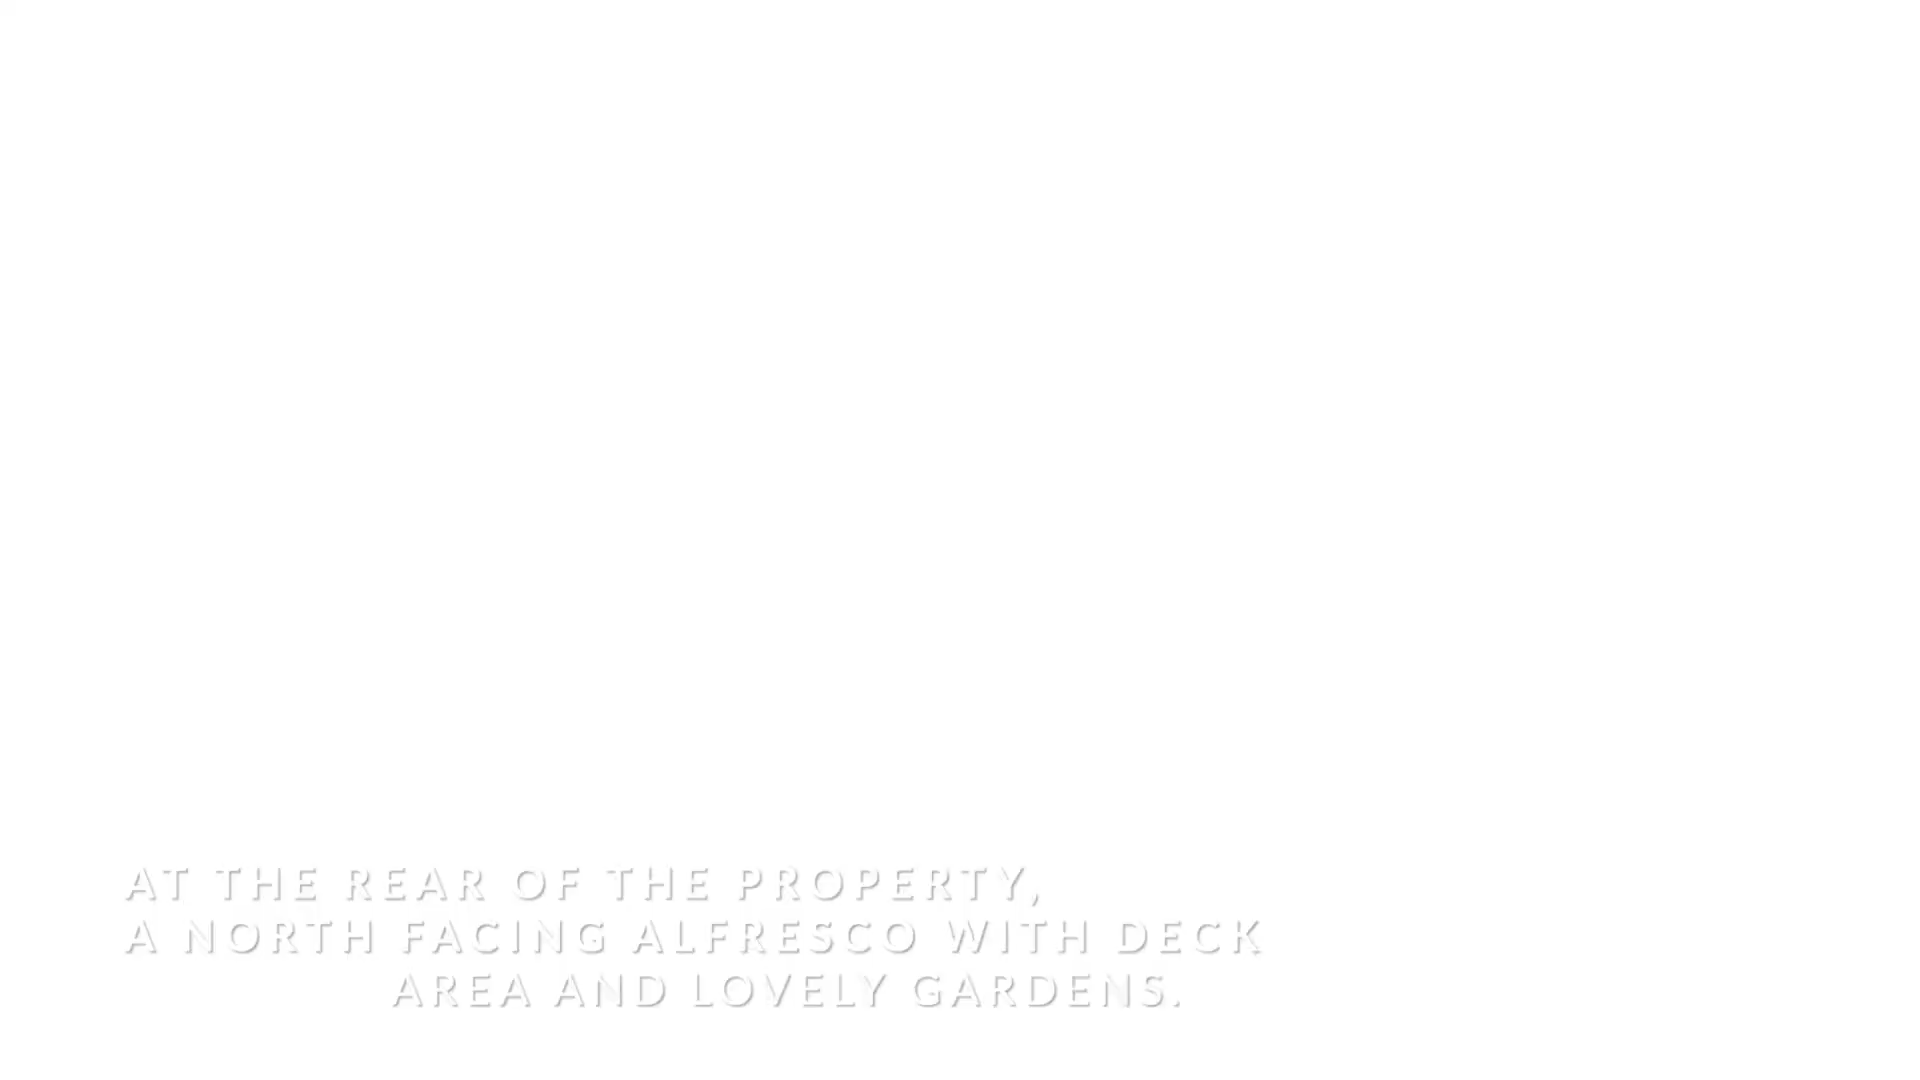 AT THE REAR OF THE PROPERTY,
A NORTH FACING ALFRESCO WITH DECK
AREA AND LOVELY GARDENS.